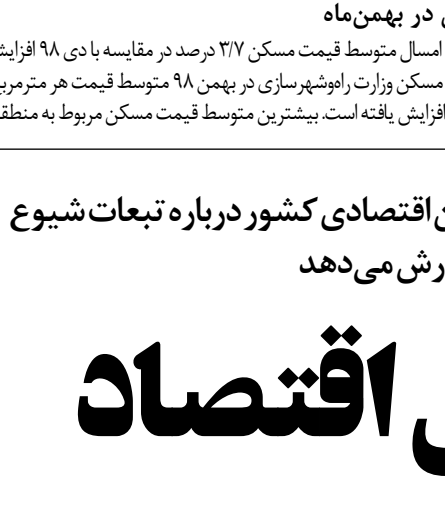 در بهمن‌ماه
امسال متوسط قیمت مسکن ۳/۷ درصد در مقایسه با دی ۹۸ افزایش
مسکن وزارت راه‌وشهرسازی در بهمن ۹۸ متوسط قیمت هر مترمربع
افزایش یافته است. بیشترین متوسط قیمت مسکن مربوط به منطقه
اقتصادی کشور درباره تبعات شیوع
می‌دهد
اقتصاد